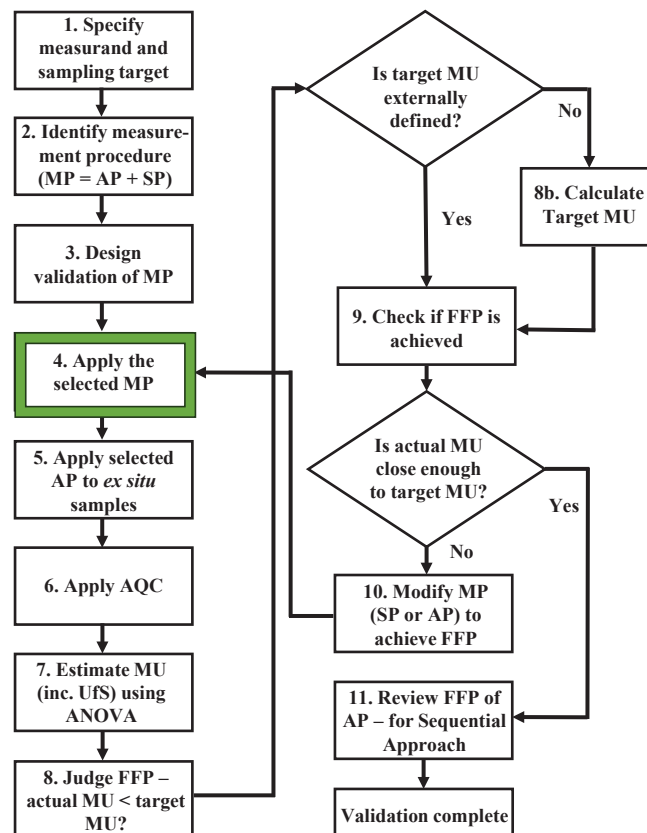 1. Specify
measurand and
sampling target
2. Identify measure-
ment procedure
(MP = AP + SP)
3. Design
validation of MP
4. Apply the
selected MP
5. Apply selected
AP to ex situ
samples
6. Apply AQC
7. Estimate MU
(inc. UfS) using
ANOVA
8. Judge FFP –
actual MU < target
MU?
Is target MU
externally
defined?
No
8b. Calculate
Target MU
Yes
9. Check if FFP is
achieved
Is actual MU
close enough
to target MU?
Yes
No
10. Modify MP
(SP or AP) to
achieve FFP
11. Review FFP of
AP – for Sequential
Approach
Validation complete